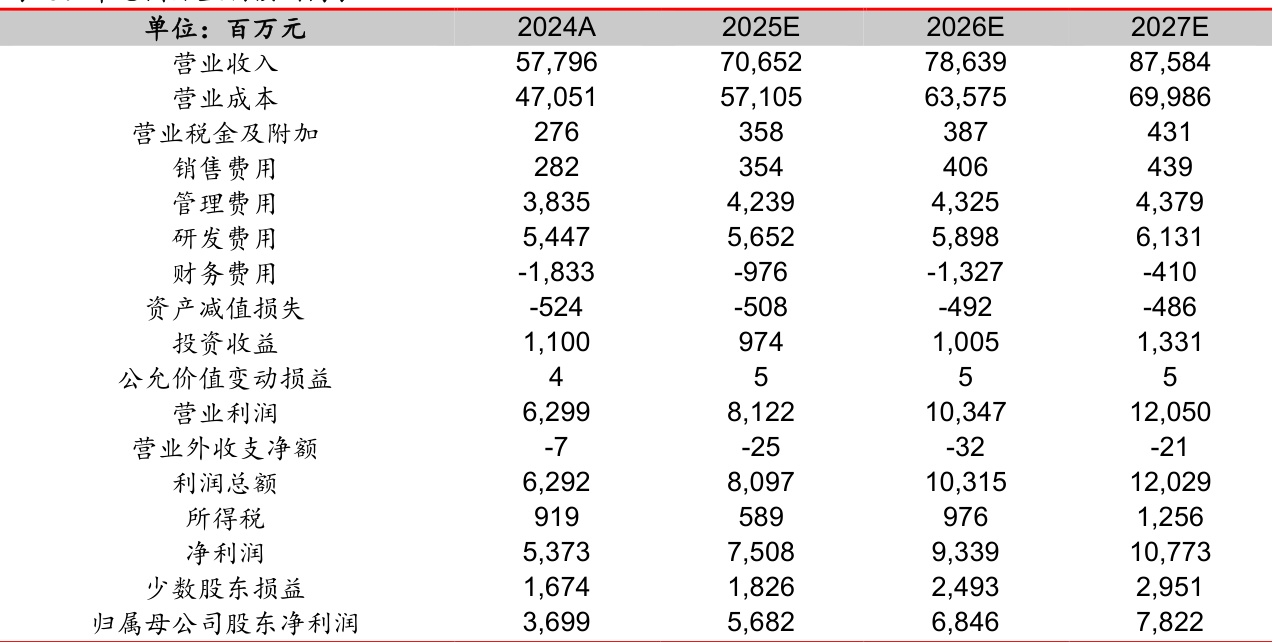 单位：百万元 2024A 2025E 2026E 2027E
营业收入 57,796 70,652 78,639 87,584
营业成本 47,051 57,105 63,575 69,986
营业税金及附加 276 358 387 431
销售费用 282 354 406 439
管理费用 3,835 4,239 4,325 4,379
研发费用 5,447 5,652 5,898 6,131
财务费用 -1,833 -976 -1,327 -410
资产减值损失 -524 -508 -492 -486
投资收益 1,100 974 1,005 1,331
公允价值变动损益 4 5 5 5
营业利润 6,299 8,122 10,347 12,050
营业外收支净额 -7 -25 -32 -21
利润总额 6,292 8,097 10,315 12,029
所得税 919 589 976 1,256
净利润 5,373 7,508 9,339 10,773
少数股东损益 1,674 1,826 2,493 2,951
归属母公司股东净利润 3,699 5,682 6,846 7,822